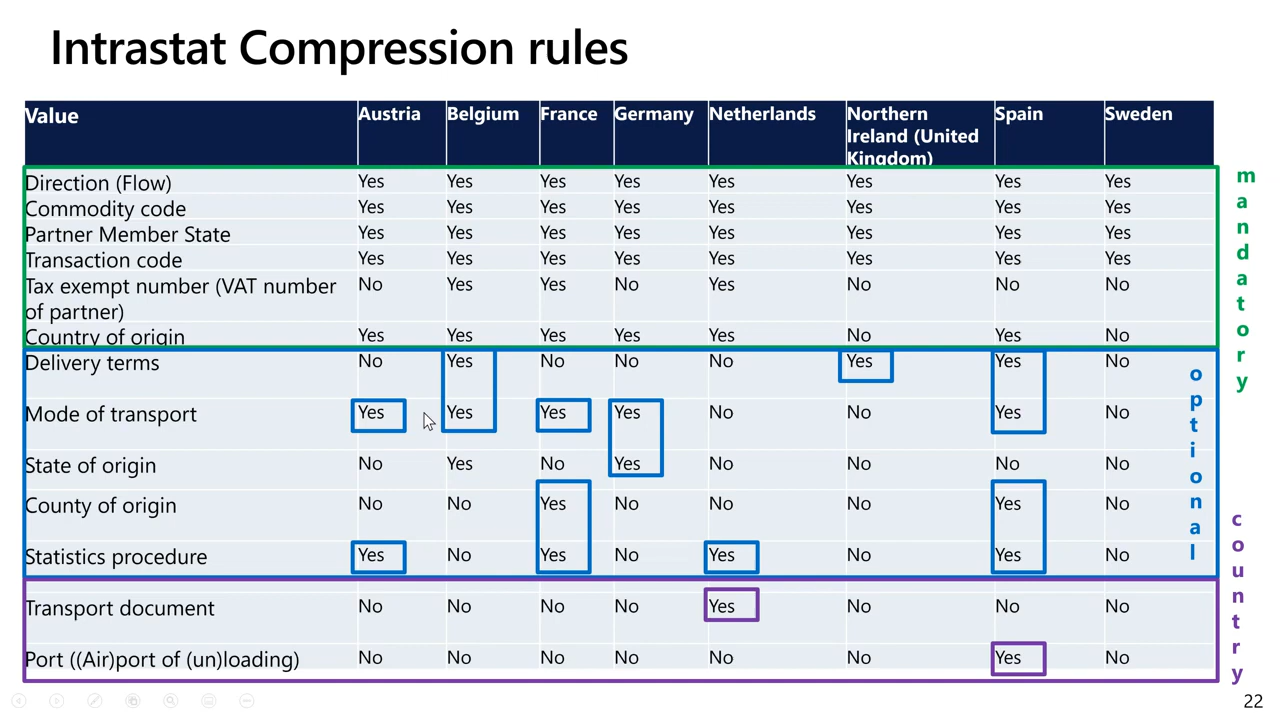 Intrastat Compression rules
Value Austria Belgium France Germany Netherlands Northern Ireland (United Kingdom) Spain Sweden
Direction (Flow) Yes Yes Yes Yes Yes Yes Yes Yes
Commodity code Yes Yes Yes Yes Yes Yes Yes Yes
Partner Member State Yes Yes Yes Yes Yes Yes Yes Yes
Transaction code Yes Yes Yes Yes Yes Yes Yes Yes
Tax exempt number (VAT number of partner) No Yes Yes No Yes No No No
Country of origin Yes Yes Yes Yes Yes No Yes No
Delivery terms No Yes No No No Yes Yes No
Mode of transport Yes Yes Yes Yes No No Yes No
State of origin No Yes No Yes No No No No
County of origin No No Yes No No No Yes No
Statistics procedure Yes No Yes No Yes No Yes No
Transport document No No No No Yes No No No
Port ((Air)port of (un)loading) No No No No No No Yes No
mandatory
optional
country
22